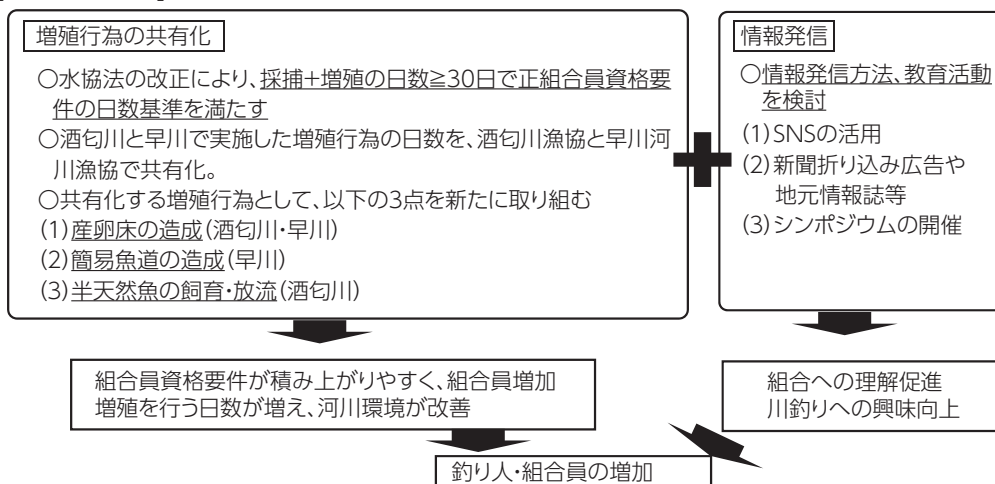 増殖行為の共有化
○水協法の改正により、採捕+増殖の日数≧30日で正組合員資格要
件の日数基準を満たす
○酒匂川と早川で実施した増殖行為の日数を、酒匂川漁協と早川河
川漁協で共有化。
○共有化する増殖行為として、以下の3点を新たに取り組む
(1)産卵床の造成(酒匂川・早川)
(2)簡易魚道の造成(早川)
(3)半天然魚の飼育・放流(酒匂川)
情報発信
○情報発信方法、教育活動
を検討
(1)SNSの活用
(2)新聞折り込み広告や
地元情報誌等
(3)シンポジウムの開催
組合員資格要件が積み上がりやすく、組合員増加
増殖を行う日数が増え、河川環境が改善
組合への理解促進
川釣りへの興味向上
釣り人・組合員の増加